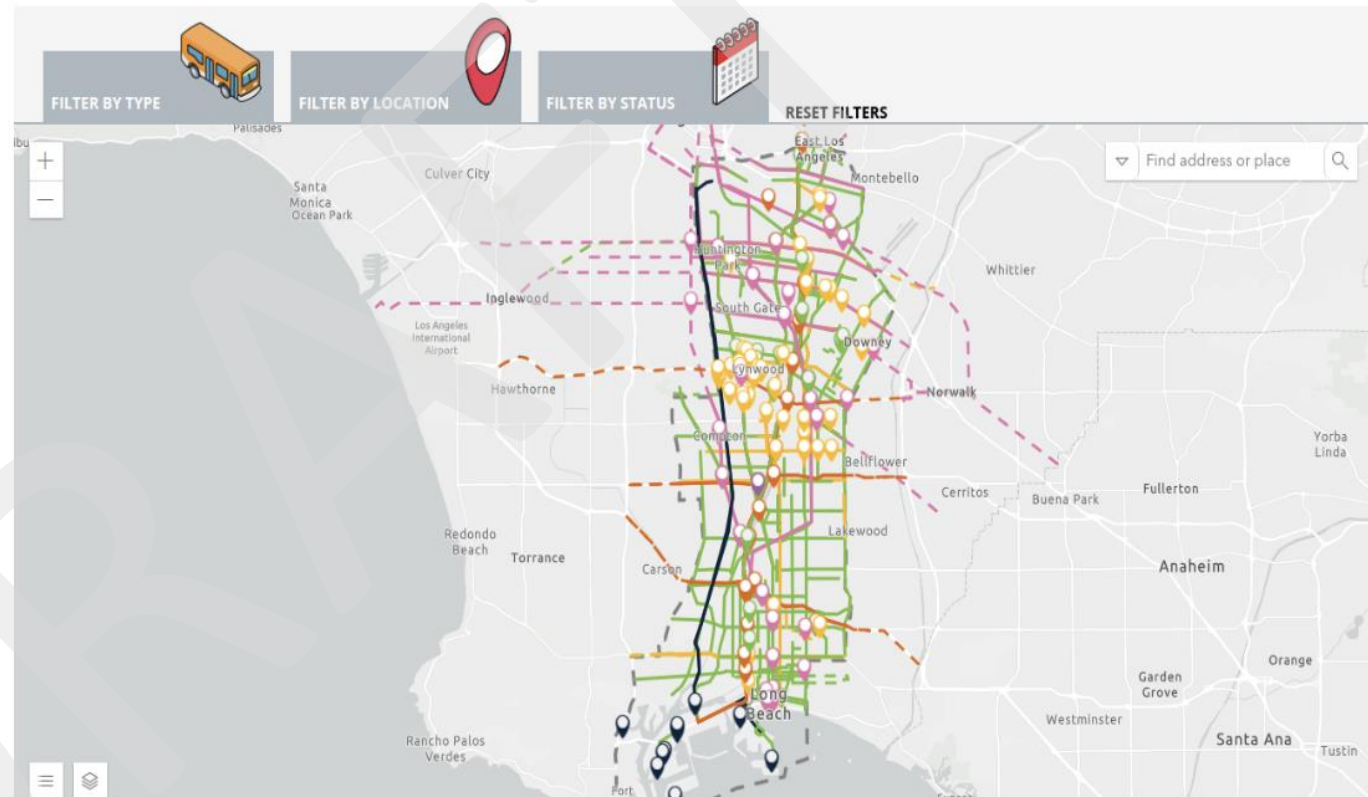 FILTER BY TYPE
FILTER BY LOCATION
FILTER BY STATUS
RESET FILTERS
Palisades
+
−
East Los
Angeles
Find address or place
Culver City
Santa
Monica
Ocean Park
Montebello
Huntington
Park
Whittier
Inglewood
South Gate
Los Angeles
International
Airport
Downey
Lynwood
Hawthorne
Norwalk
Compton
Yorba
Linda
Bellflower
Cerritos
Buena Park
Fullerton
Redondo
Beach
Torrance
Lakewood
Carson
Anaheim
Orange
Garden
Grove
Long
Beach
Westminster
Santa Ana
Tustin
Rancho Palos
Verdes